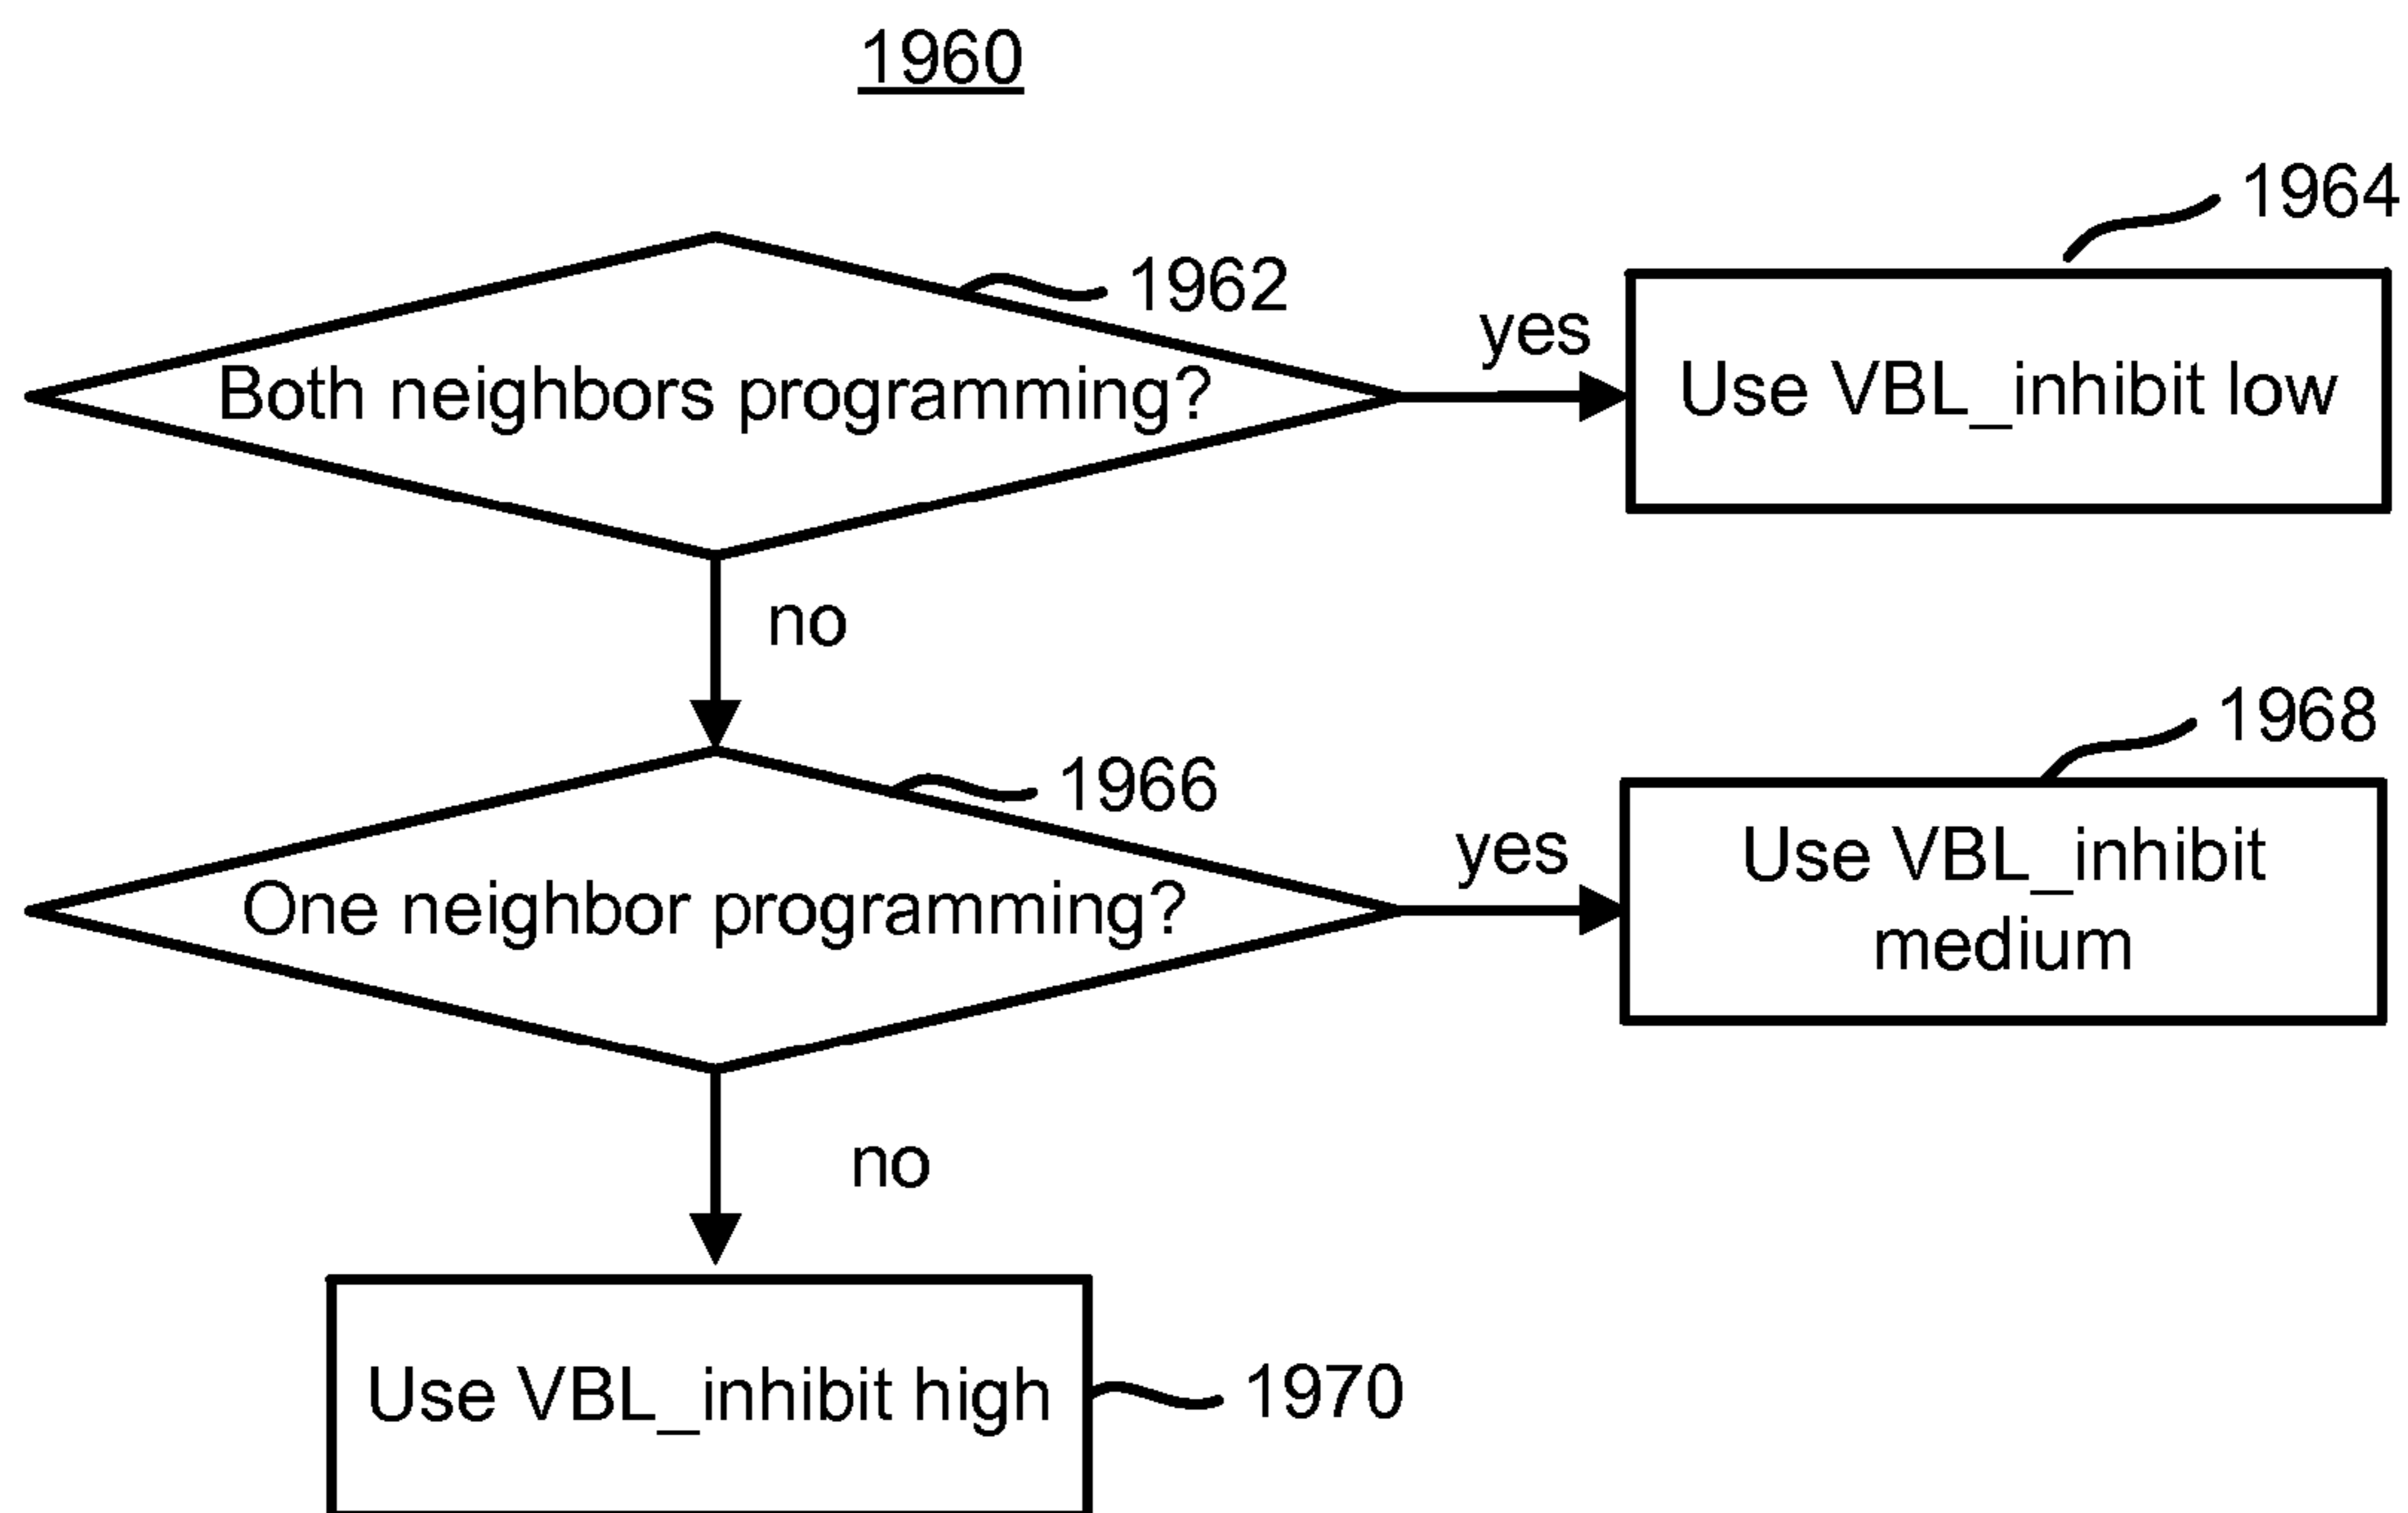 1960
1964
1962
yes
Both neighbors programming?
Use VBL_inhibit low
no
1968
1966
yes
Use VBL_inhibit
medium
One neighbor programming?
no
Use VBL_inhibit high
1970